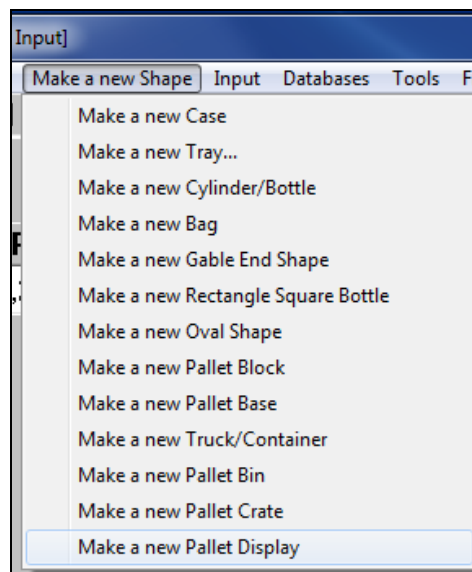 Input]
Make a new Shape Input Databases Tools F
Make a new Case
Make a new Tray...
Make a new Cylinder/Bottle
Make a new Bag
Make a new Gable End Shape
Make a new Rectangle Square Bottle
Make a new Oval Shape
Make a new Pallet Block
Make a new Pallet Base
Make a new Truck/Container
Make a new Pallet Bin
Make a new Pallet Crate
Make a new Pallet Display